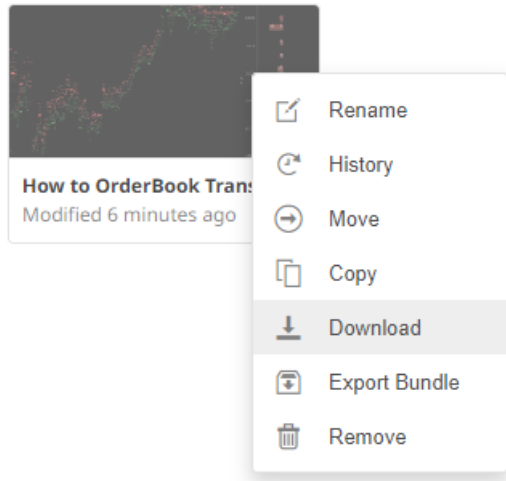 How to OrderBook Trans
Modified 6 minutes ago
Rename
History
Move
Copy
Download
Export Bundle
Remove